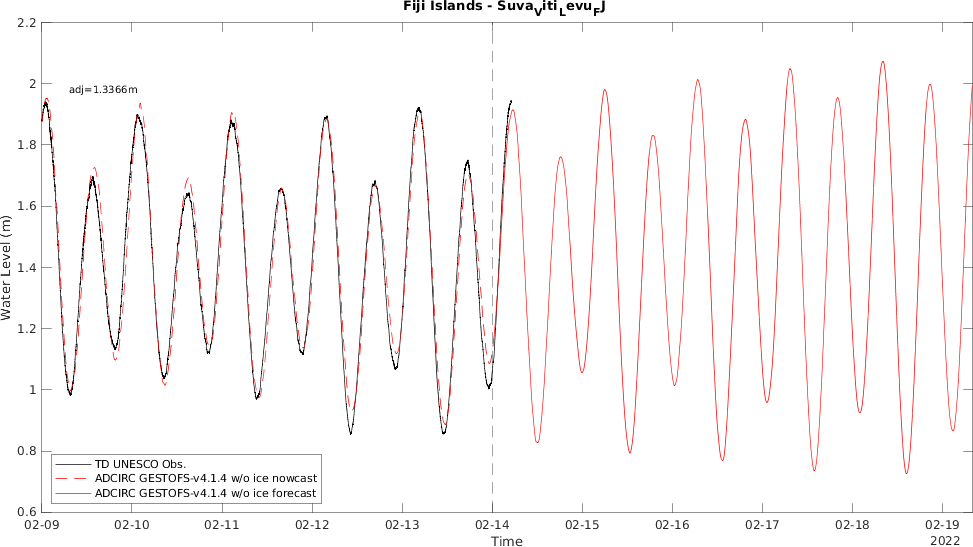 Fiji Islands - SuvaVitiLevuFJ
2.2
2
1.8
1.6
1.4
1.2
1
0.8
0.6
Water Level (m)
adj=1.3366m
TD UNESCO Obs.
ADCIRC GESTOFS-v4.1.4 w/o ice nowcast
ADCIRC GESTOFS-v4.1.4 w/o ice forecast
02-09 02-10 02-11 02-12 02-13 02-14 02-15 02-16 02-17 02-18 02-19
Time
2022